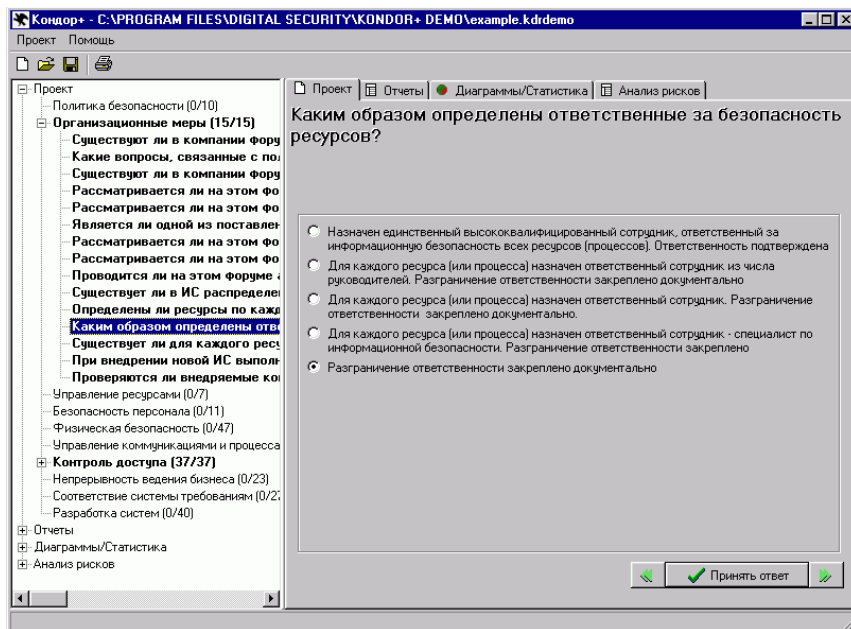 Кондор+ - C:\PROGRAM FILES\DIGITAL SECURITY\KONDOR+ DEMO\example.kdrdemo
Проект Помощь
Проект
Политика безопасности (0/10)
Организационные меры (15/15)
Существуют ли в компании фору
Какие вопросы, связанные с по
Существуют ли в компании фору
Рассматривается ли на этом фо
Рассматривается ли на этом фо
Является ли одной из поставлен
Рассматривается ли на этом фо
Рассматривается ли на этом фо
Проводится ли на этом форуме
Существует ли в ИС распределе
Определены ли ресурсы по кажд
Каким образом определены отве
Существует ли для каждого ресу
При внедрении новой ИС выполн
Проверяются ли внедряемые ко
Управление ресурсами (0/7)
Безопасность персонала (0/11)
Физическая безопасность (0/47)
Управление коммуникациями и процесса
Контроль доступа (37/37)
Непрерывность ведения бизнеса (0/23)
Соответствие системы требованиям (0/2
Разработка систем (0/40)
Отчеты
Диаграммы/Статистика
Анализ рисков
Проект Отчеты Диаграммы/Статистика Анализ рисков
Каким образом определены ответственные за безопасность
ресурсов?
Назначен единственный высококвалифицированный сотрудник, ответственный за
информационную безопасность всех ресурсов (процессов). Ответственность подтверждена
Для каждого ресурса (или процесса) назначен ответственный сотрудник из числа
руководителей. Разграничение ответственности закреплено документально
Для каждого ресурса (или процесса) назначен ответственный сотрудник. Разграничение
ответственности закреплено документально.
Для каждого ресурса (или процесса) назначен ответственный сотрудник - специалист по
информационной безопасности. Разграничение ответственности закреплено
Разграничение ответственности закреплено документально
Принять ответ